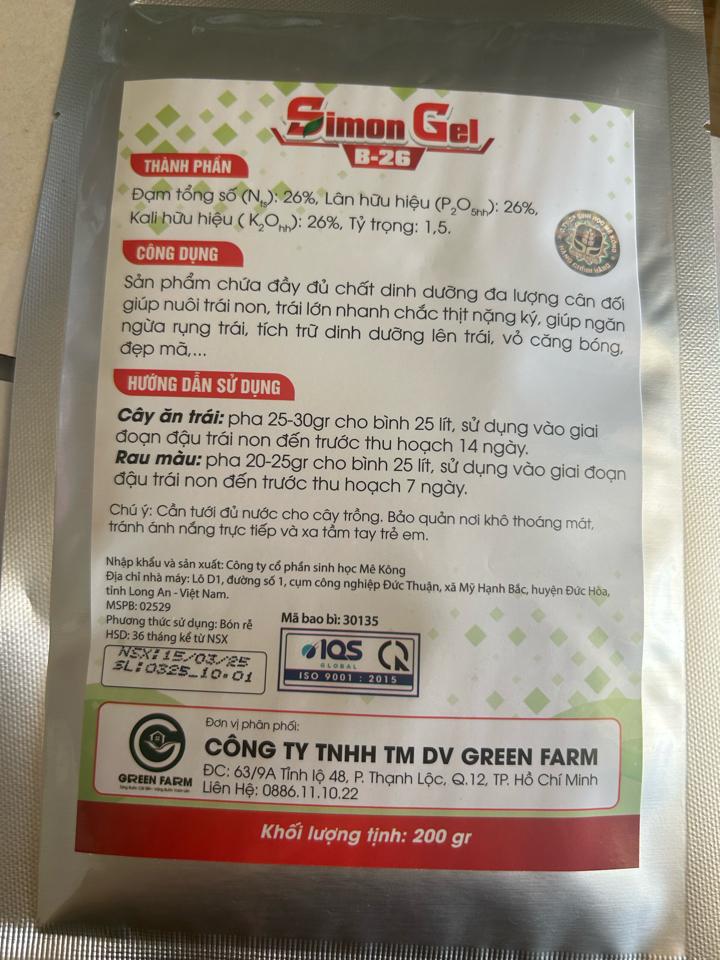 Simon Gel
B-26
THÀNH PHẦN
Đạm tổng số (Nts): 26%, Lân hữu hiệu (P2O5hh): 26%,
Kali hữu hiệu ( K2Ohh): 26%, Tỷ trọng: 1,5.
CÔNG DỤNG
Sản phẩm chứa đầy đủ chất dinh dưỡng đa lượng cân đối
giúp nuôi trái non, trái lớn nhanh chắc thịt nặng ký, giúp ngăn
ngừa rụng trái, tích trữ dinh dưỡng lên trái, vỏ căng bóng,
đẹp mã,...
HƯỚNG DẪN SỬ DỤNG
Cây ăn trái: pha 25-30gr cho bình 25 lít, sử dụng vào giai
đoạn đậu trái non đến trước thu hoạch 14 ngày.
Rau màu: pha 20-25gr cho bình 25 lít, sử dụng vào giai đoạn
đậu trái non đến trước thu hoạch 7 ngày.
Chú ý: Cần tưới đủ nước cho cây trồng. Bảo quản nơi khô thoáng mát,
tránh ánh nắng trực tiếp và xa tầm tay trẻ em.
Nhập khẩu và sản xuất: Công ty cổ phần sinh học Mê Kông
Địa chỉ nhà máy: Lô D1, đường số 1, cụm công nghiệp Đức Thuận, xã Mỹ Hạnh Bắc, huyện Đức Hòa,
tỉnh Long An - Việt Nam.
MSPB: 02529
Phương thức sử dụng: Bón rễ
HSD: 36 tháng kể từ NSX
Mã bao bì: 30135
NSX:15/03/25
SL:0325_10.01
IQS
GLOBAL
ISO 9001 : 2015
GREEN FARM
Đơn vị phân phối:
CÔNG TY TNHH TM DV GREEN FARM
ĐC: 63/9A Tỉnh lộ 48, P. Thạnh Lộc, Q.12, TP. Hồ Chí Minh
Liên Hệ: 0886.11.10.22
Khối lượng tịnh: 200 gr